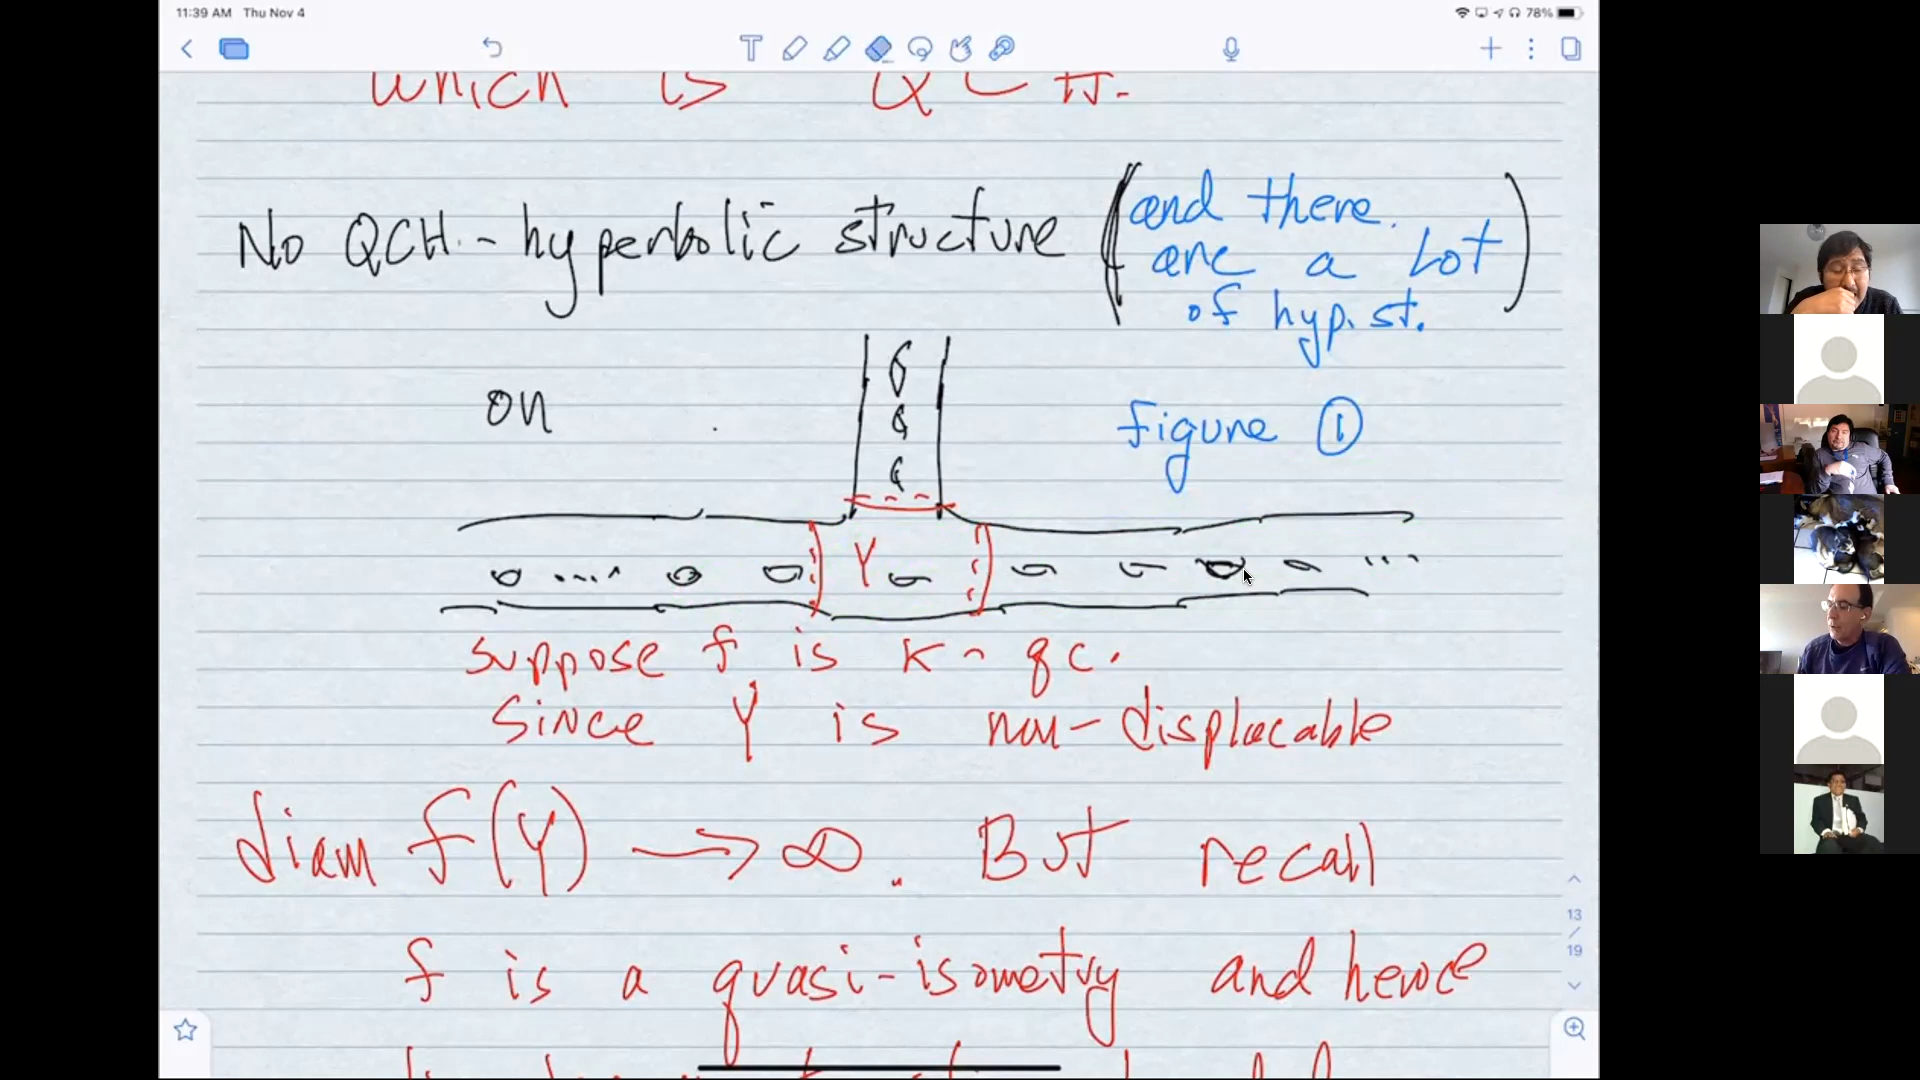 11:39 AM Thu Nov 4
78%
which is QCH.
No QCH - hyperbolic structure (and there
are a lot
of hyp. st.)
on
figure ①
Y
suppose f is K-qc.
Since Y is non-displacable
diam f(Y) → ∞. But recall
f is a quasi-isometry and hence
13
/
19